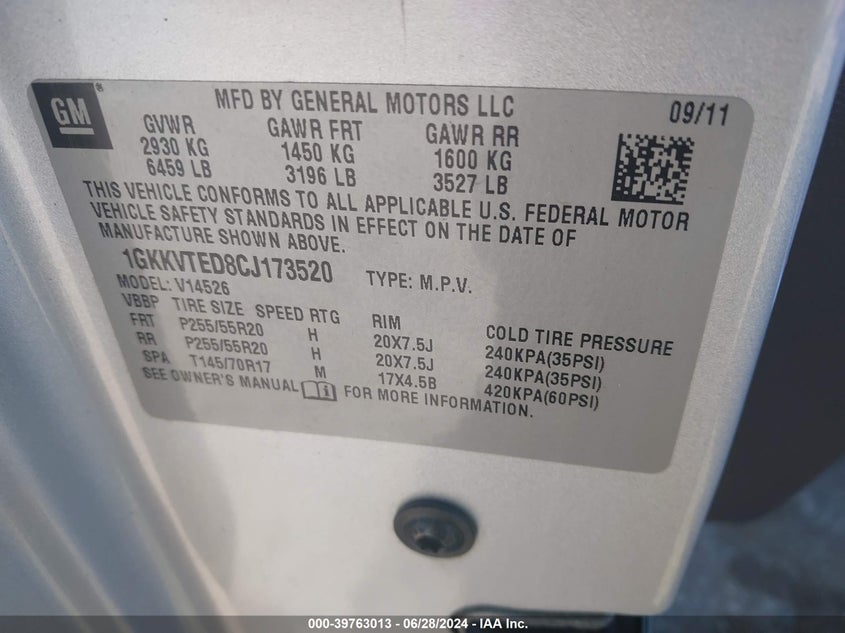 GM ®
MFD BY GENERAL MOTORS LLC 09/11
GVWR GAWR FRT GAWR RR
2930 KG 1450 KG 1600 KG
6459 LB 3196 LB 3527 LB
THIS VEHICLE CONFORMS TO ALL APPLICABLE U.S. FEDERAL MOTOR
VEHICLE SAFETY STANDARDS IN EFFECT ON THE DATE OF
MANUFACTURE SHOWN ABOVE.
1GKKVTED8CJ173520 TYPE: M.P.V.
MODEL: V14526
VBBP TIRE SIZE SPEED RTG RIM COLD TIRE PRESSURE
FRT P255/55R20 H 20X7.5J 240KPA(35PSI)
RR P255/55R20 H 20X7.5J 240KPA(35PSI)
SPA T145/70R17 M 17X4.5B 420KPA(60PSI)
SEE OWNER'S MANUAL FOR MORE INFORMATION.
000-39763013 - 06/28/2024 - IAA Inc.